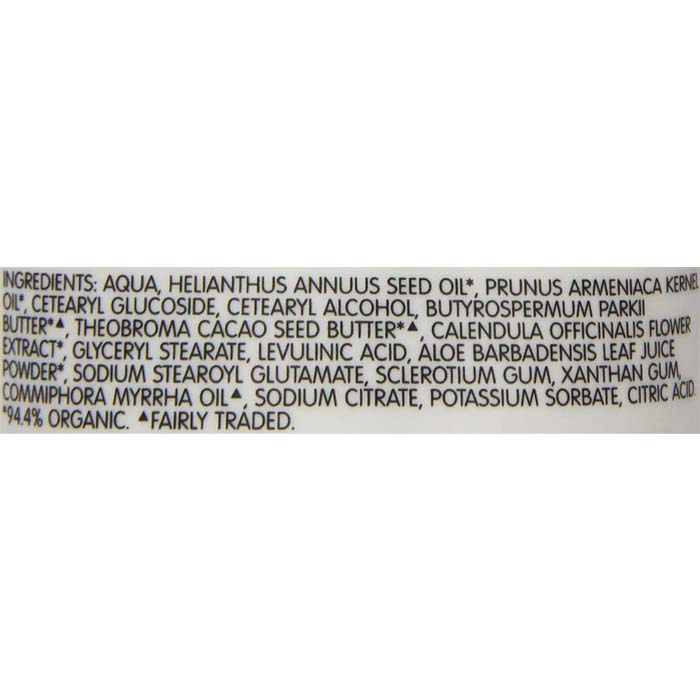 INGREDIENTS: AQUA, HELIANTHUS ANNUUS SEED OIL*, PRUNUS ARMENIACA KERNEL
OIL*, CETEARYL GLUCOSIDE, CETEARYL ALCOHOL, BUTYROSPERMUM PARKII
BUTTER*▲, THEOBROMA CACAO SEED BUTTER*▲, CALENDULA OFFICINALIS FLOWER
EXTRACT*, GLYCERYL STEARATE, LEVULINIC ACID, ALOE BARBADENSIS LEAF JUICE
POWDER*, SODIUM STEAROYL GLUTAMATE, SCLEROTIUM GUM, XANTHAN GUM,
COMMIPHORA MYRRHA OIL▲, SODIUM CITRATE, POTASSIUM SORBATE, CITRIC ACID.
*94.4% ORGANIC. ▲FAIRLY TRADED.